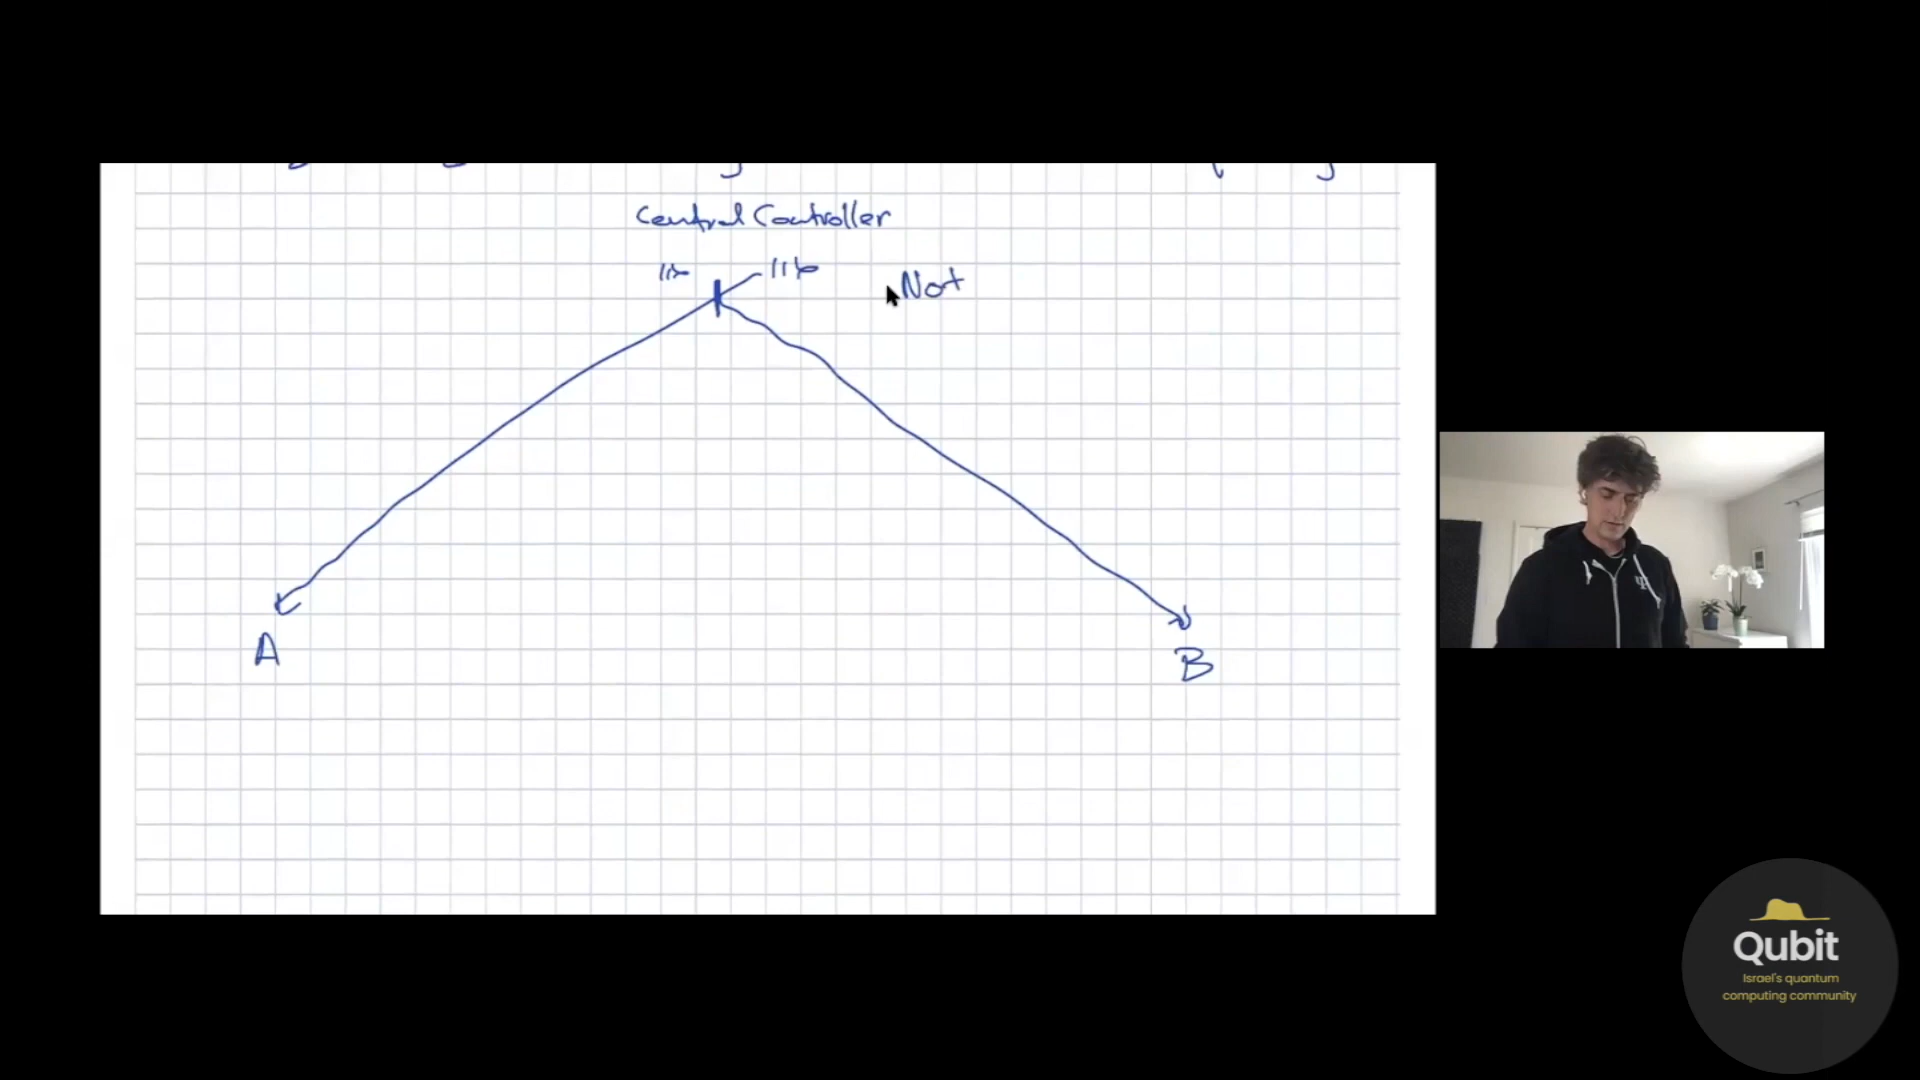 Central Controller
Not
A
B
Qubit
Israel's quantum
computing community